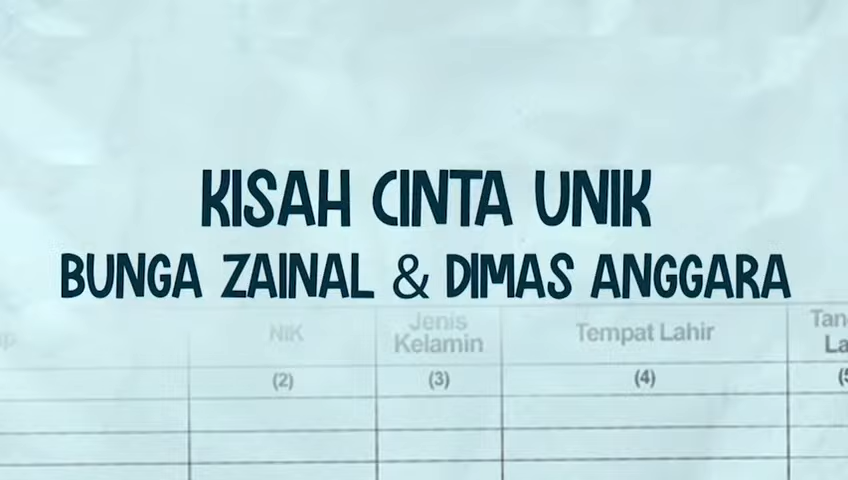 KISAH CINTA UNIK
BUNGA ZAINAL & DIMAS ANGGARA
NIK
Jenis Kelamin
Tempat Lahir
(2)
(3)
(4)